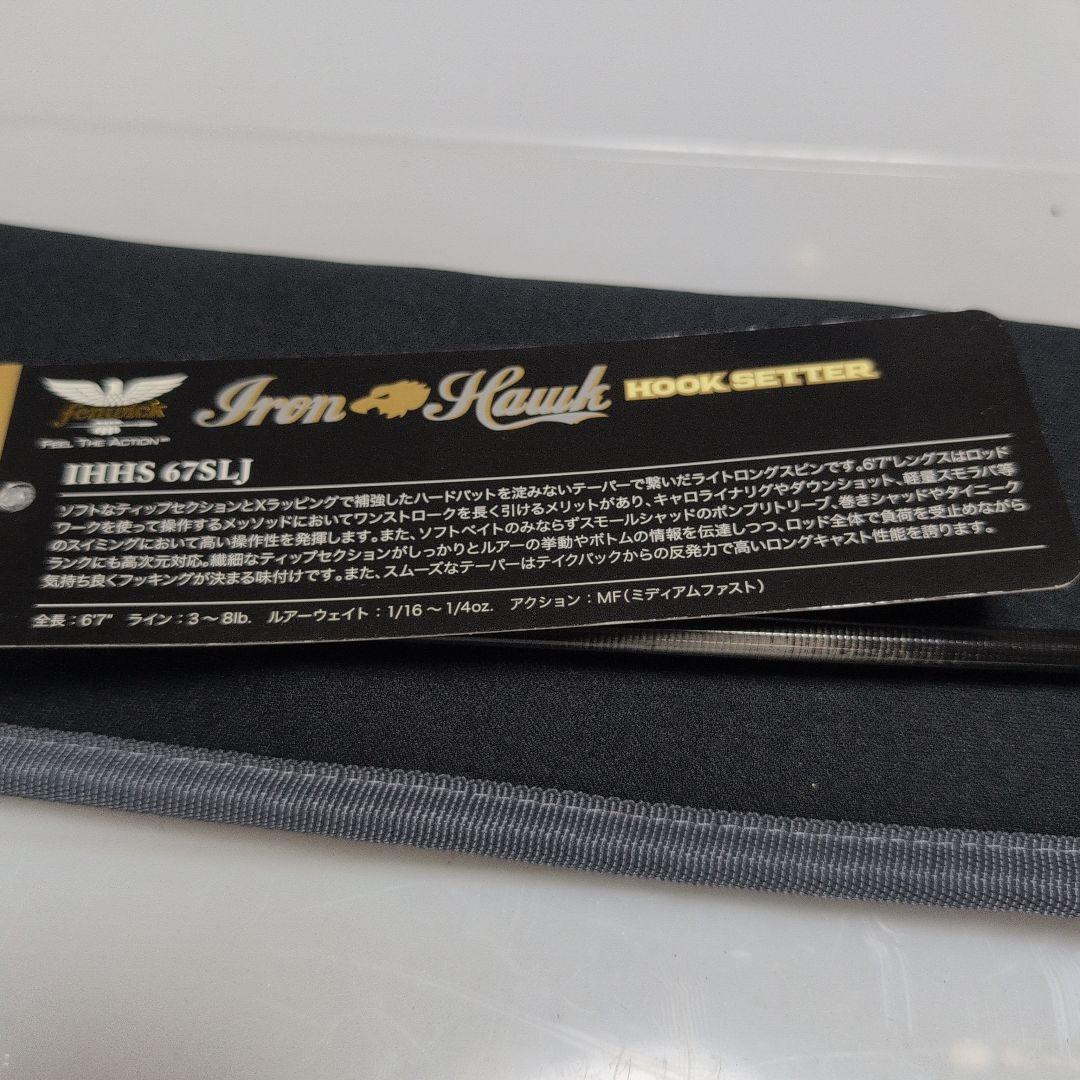 fenwick
FEEL THE ACTION™
Iron Hawk HOOK SETTER
IHHS 67SLJ
ソフトなティップセクションとXラッピングで補強したハードバットを淀みないテーパーで繋いだライトロングスピンです。6'7"レングスはロッド
ワークを使って操作するメッソッドにおいてワンストロークを長く引けるメリットがあり、キャロライナリグやダウンショット、軽量スモラバ等
のスイミングにおいて高い操作性を発揮します。また、ソフトベイトのみならずスモールシャッドのポンプリトリーブ、巻きシャッドやタイニーク
ランクにも高次元対応。繊細なティップセクションがしっかりとルアーの挙動やボトムの情報を伝達しつつ、ロッド全体で負荷を受止めながら
気持ち良くフッキングが決まる味付けです。また、スムーズなテーパーはテイクバックからの反発力で高いロングキャスト性能を誇ります。
全長：6'7" ライン：3～8lb. ルアーウェイト：1/16～1/4oz. アクション：MF（ミディアムファスト）